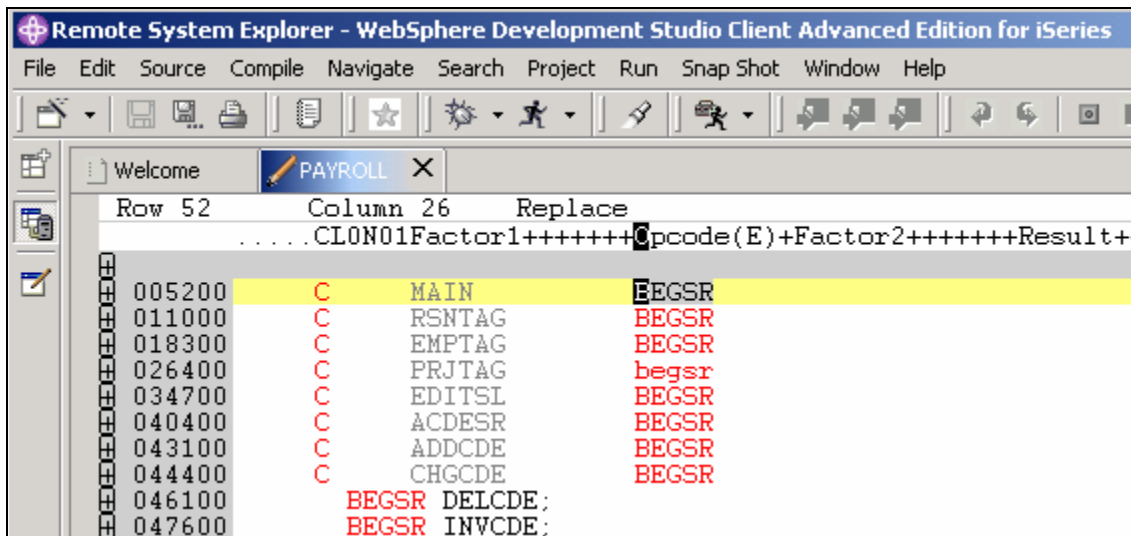 Remote System Explorer - WebSphere Development Studio Client Advanced Edition for iSeries
File Edit Source Compile Navigate Search Project Run Snap Shot Window Help
Welcome PAYROLL
Row 52 Column 26 Replace
.....CL0N01Factor1+++++++Opcode(E)+Factor2+++++++Result+
005200 C MAIN BEGSR
011000 C RSNTAG BEGSR
018300 C EMPTAG BEGSR
026400 C PRJTAG begsr
034700 C EDITSL BEGSR
040400 C ACDESR BEGSR
043100 C ADDCDE BEGSR
044400 C CHGCDE BEGSR
046100 BEGSR DELCDE;
047600 BEGSR INVCDE;